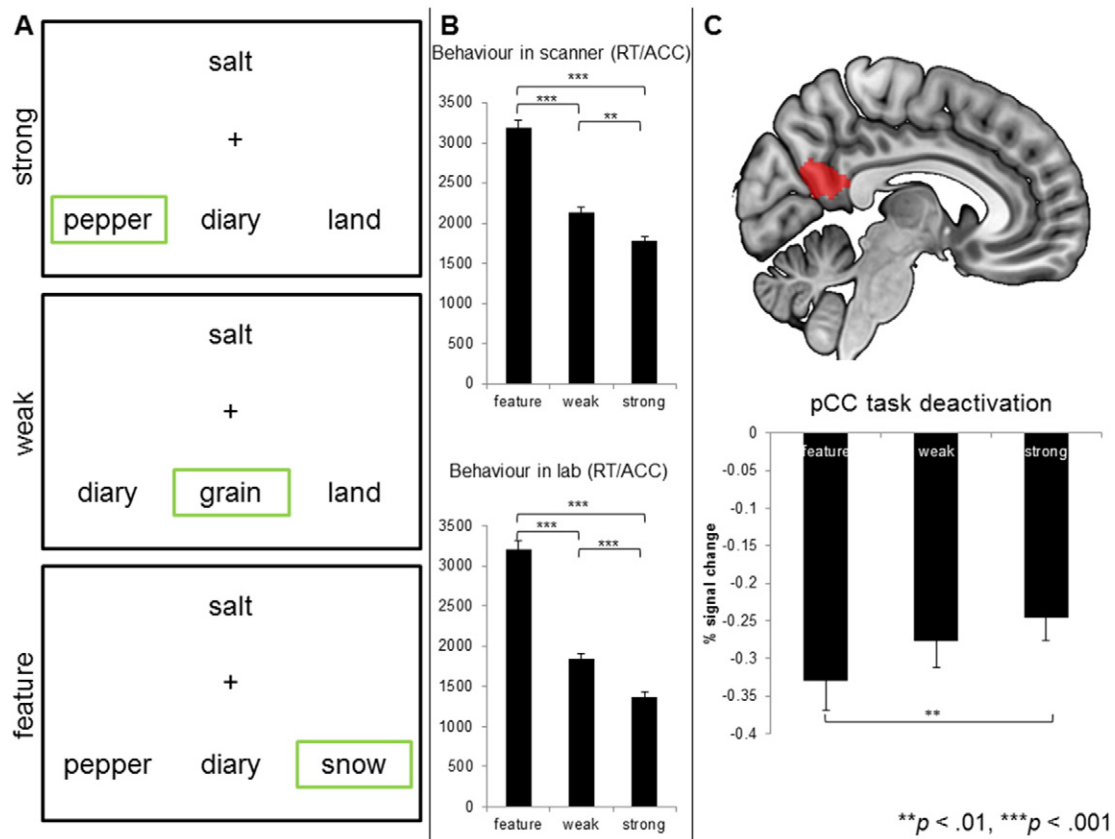 A
strong
salt
+
pepper diary land
weak
salt
+
diary grain land
feature
salt
+
pepper diary snow
B
Behaviour in scanner (RT/ACC)
***
***
**
3500
3000
2500
2000
1500
1000
500
0
feature weak strong
Behaviour in lab (RT/ACC)
***
***
***
3500
3000
2500
2000
1500
1000
500
0
feature weak strong
C
pCC task deactivation
0
-0.05
-0.1
-0.15
-0.2
-0.25
-0.3
-0.35
-0.4
% signal change
feature weak strong
**
**p < .01, ***p < .001